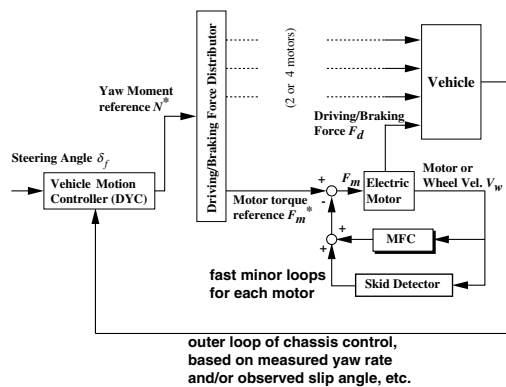 Yaw Moment
reference N*
Steering Angle δf
Vehicle Motion
Controller (DYC)
Driving/Braking Force Distributor
(2 or 4 motors)
Vehicle
Driving/Braking
Force Fd
Motor torque
reference Fm*
+
-
Fm
Electric
Motor
Motor or
Wheel Vel. Vw
+
+
MFC
Skid Detector
fast minor loops
for each motor
outer loop of chassis control,
based on measured yaw rate
and/or observed slip angle, etc.